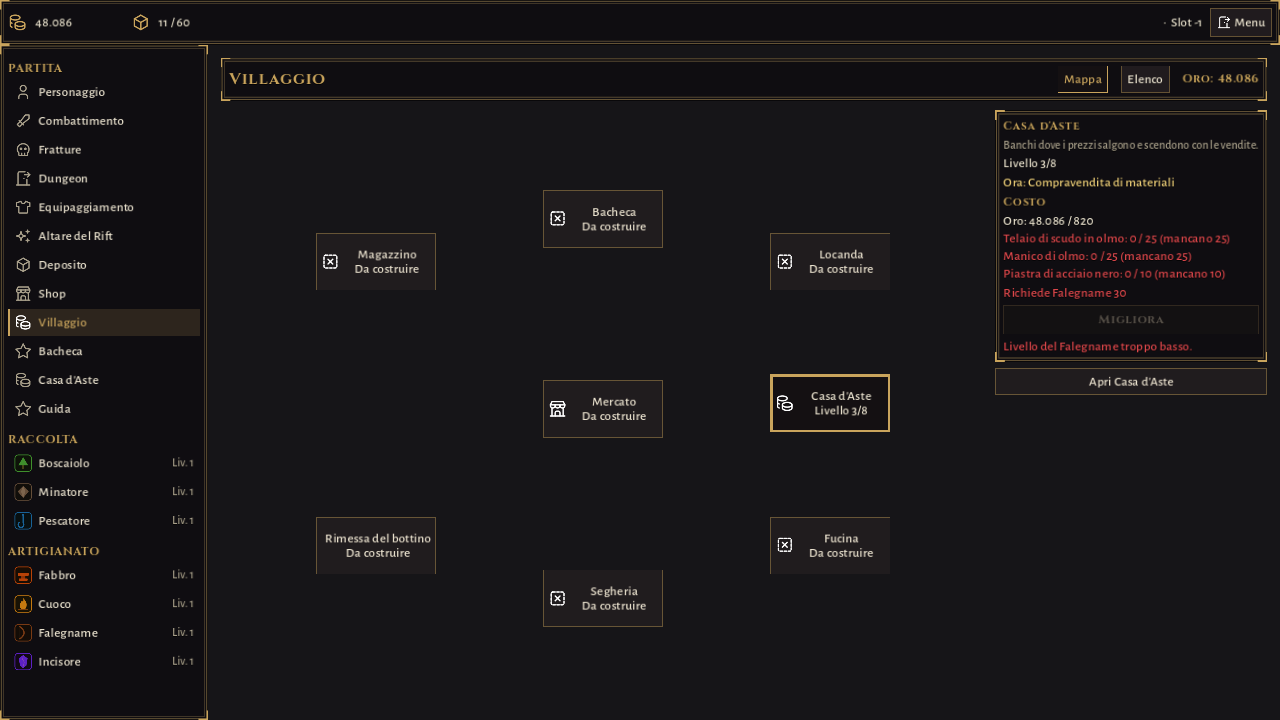 48.086
11 / 60
· Slot -1
Menu
PARTITA
Personaggio
Combattimento
Fratture
Dungeon
Equipaggiamento
Altare del Rift
Deposito
Shop
Villaggio
Bacheca
Casa d'Aste
Guida
RACCOLTA
Boscaiolo Liv. 1
Minatore Liv. 1
Pescatore Liv. 1
ARTIGIANATO
Fabbro Liv. 1
Cuoco Liv. 1
Falegname Liv. 1
Incisore Liv. 1
VILLAGGIO
Mappa
Elenco
ORO: 48.086
Bacheca
Da costruire
Magazzino
Da costruire
Locanda
Da costruire
Mercato
Da costruire
Casa d'Aste
Livello 3/8
Rimessa del bottino
Da costruire
Fucina
Da costruire
Segheria
Da costruire
CASA D'ASTE
Banchi dove i prezzi salgono e scendono con le vendite.
Livello 3/8
Ora: Compravendita di materiali
COSTO
Oro: 48.086 / 820
Telaio di scudo in olmo: 0 / 25 (mancano 25)
Manico di olmo: 0 / 25 (mancano 25)
Piastra di acciaio nero: 0 / 10 (mancano 10)
Richiede Falegname 30
MIGLIORA
Livello del Falegname troppo basso.
Apri Casa d'Aste